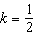 k = 1/2